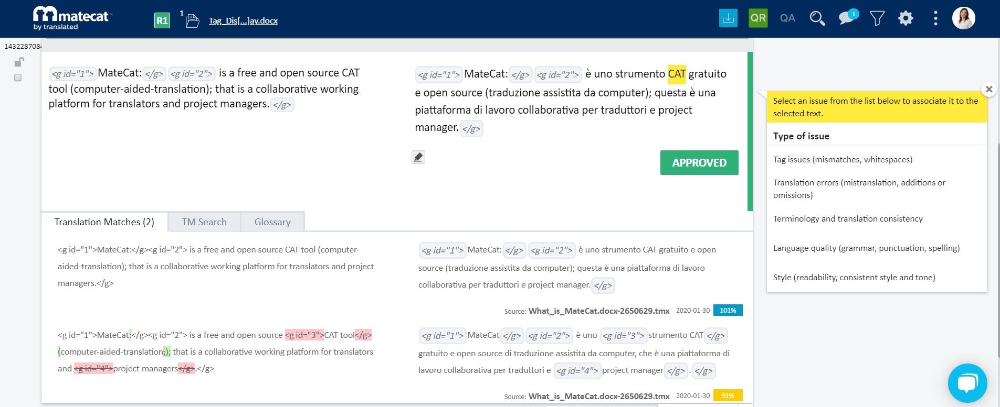 matecat™
by translated
R1
1
Tag_Dis[...]ay.docx
QR
QA
1
143228708
<g id="1">MateCat:</g><g id="2"> is a free and open source CAT
tool (computer-aided-translation); that is a collaborative working
platform for translators and project managers.</g>
<g id="1">MateCat:</g><g id="2"> è uno strumento CAT gratuito
e open source (traduzione assistita da computer); questa è una
piattaforma di lavoro collaborativa per traduttori e project
manager.</g>
APPROVED
Select an issue from the list below to associate it to the
selected text.
Type of issue
Tag issues (mismatches, whitespaces)
Translation errors (mistranslation, additions or
omissions)
Terminology and translation consistency
Language quality (grammar, punctuation, spelling)
Style (readability, consistent style and tone)
Translation Matches (2)
TM Search
Glossary
<g id="1">MateCat:</g><g id="2"> is a free and open source CAT tool (computer-
aided-translation); that is a collaborative working platform for translators and project
managers.</g>
<g id="1">MateCat:</g><g id="2"> è uno strumento CAT gratuito e open
source (traduzione assistita da computer); questa è una piattaforma di lavoro
collaborativa per traduttori e project manager.</g>
Source: What_is_MateCat.docx-2650629.tmx 2020-01-30 101%
<g id="1">MateCat:</g><g id="2"> is a free and open source <g id="3">CAT tool</g>
(computer-aided-translation,); that is a collaborative working platform for translators
and <g id="4">project managers</g>.</g>
<g id="1">MateCat</g><g id="2"> è uno <g id="3">strumento CAT</g>
gratuito e open source di traduzione assistita da computer, che è una piattaforma di
lavoro collaborativa per traduttori e <g id="4">project manager</g>.</g>
Source: What_is_MateCat.docx-2650629.tmx 2020-01-30 91%